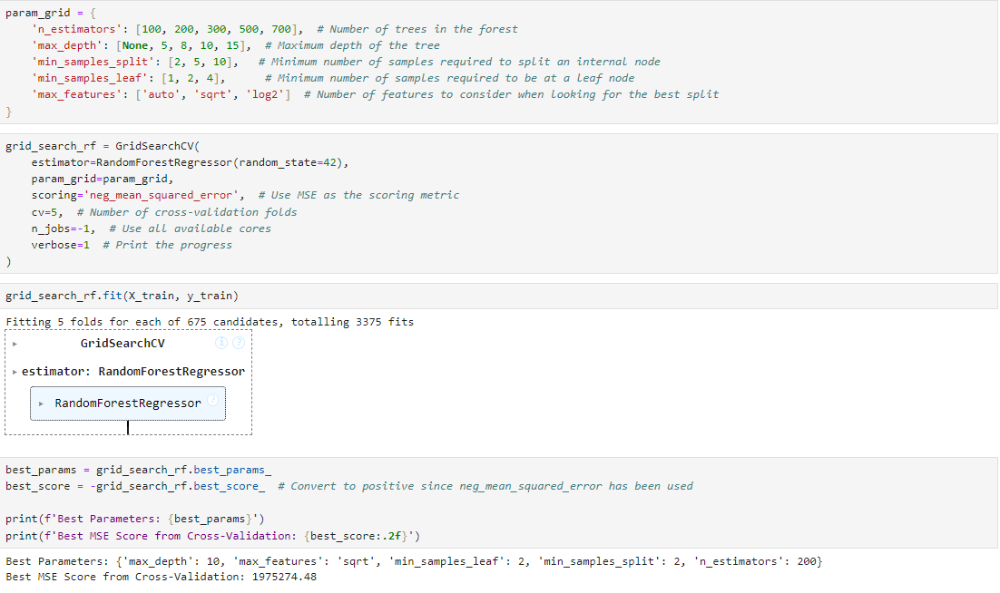 param_grid = {
    'n_estimators': [100, 200, 300, 500, 700],  # Number of trees in the forest
    'max_depth': [None, 5, 8, 10, 15],  # Maximum depth of the tree
    'min_samples_split': [2, 5, 10],   # Minimum number of samples required to split an internal node
    'min_samples_leaf': [1, 2, 4],      # Minimum number of samples required to be at a leaf node
    'max_features': ['auto', 'sqrt', 'log2']  # Number of features to consider when looking for the best split
}
grid_search_rf = GridSearchCV(
    estimator=RandomForestRegressor(random_state=42),
    param_grid=param_grid,
    scoring='neg_mean_squared_error',  # Use MSE as the scoring metric
    cv=5,  # Number of cross-validation folds
    n_jobs=-1,  # Use all available cores
    verbose=1  # Print the progress
)
grid_search_rf.fit(X_train, y_train)
Fitting 5 folds for each of 675 candidates, totalling 3375 fits
GridSearchCV i ?
estimator: RandomForestRegressor
RandomForestRegressor ?
best_params = grid_search_rf.best_params_
best_score = -grid_search_rf.best_score_  # Convert to positive since neg_mean_squared_error has been used
print(f'Best Parameters: {best_params}')
print(f'Best MSE Score from Cross-Validation: {best_score:.2f}')
Best Parameters: {'max_depth': 10, 'max_features': 'sqrt', 'min_samples_leaf': 2, 'min_samples_split': 2, 'n_estimators': 200}
Best MSE Score from Cross-Validation: 1975274.48